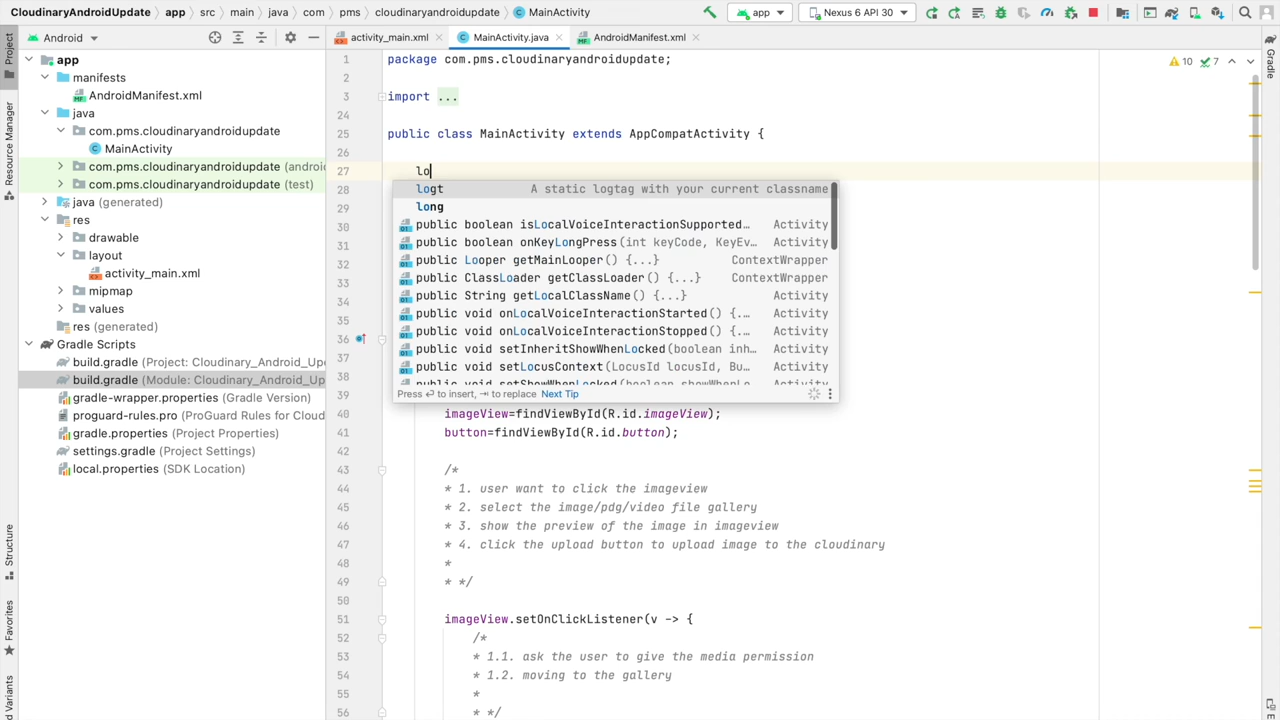 CloudinaryAndroidUpdate app src main java com pms cloudinaryandroidupdate MainActivity app Nexus 6 API 30
Project
Resource Manager
Structure
Favorites
Variants
Android
app
manifests
AndroidManifest.xml
java
com.pms.cloudinaryandroidupdate
MainActivity
com.pms.cloudinaryandroidupdate (androi
com.pms.cloudinaryandroidupdate (test)
java (generated)
res
drawable
layout
activity_main.xml
mipmap
values
res (generated)
Gradle Scripts
build.gradle (Project: Cloudinary_Android_Up
build.gradle (Module: Cloudinary_Android_Up
gradle-wrapper.properties (Gradle Version)
proguard-rules.pro (ProGuard Rules for Cloud
gradle.properties (Project Properties)
settings.gradle (Project Settings)
local.properties (SDK Location)
activity_main.xml MainActivity.java AndroidManifest.xml
10 7
1 package com.pms.cloudinaryandroidupdate;
2
3 import ...
24
25 public class MainActivity extends AppCompatActivity {
26
27 lo
28
29
30
31
32
33
34
35
36
37
38
39
logt A static logtag with your current classname
long
public boolean isLocalVoiceInteractionSupported… Activity
public boolean onKeyLongPress(int keyCode, KeyEv… Activity
public Looper getMainLooper() {...} ContextWrapper
public ClassLoader getClassLoader() {...} ContextWrapper
public String getLocalClassName() {...} Activity
public void onLocalVoiceInteractionStarted() {.… Activity
public void onLocalVoiceInteractionStopped() {.… Activity
public void setInheritShowWhenLocked(boolean inh… Activity
public void setLocusContext(LocusId locusId, Bu… Activity
public void setShowWhenLocked(boolean showWhenLo… Activity
Press ↵ to insert, ⇥ to replace Next Tip
40 imageView=findViewById(R.id.imageView);
41 button=findViewById(R.id.button);
42
43 /*
44 * 1. user want to click the imageview
45 * 2. select the image/pdg/video file gallery
46 * 3. show the preview of the image in imageview
47 * 4. click the upload button to upload image to the cloudinary
48 *
49 * */
50
51 imageView.setOnClickListener(v -> {
52 /*
53 * 1.1. ask the user to give the media permission
54 * 1.2. moving to the gallery
55 *
56 * */
Gradle